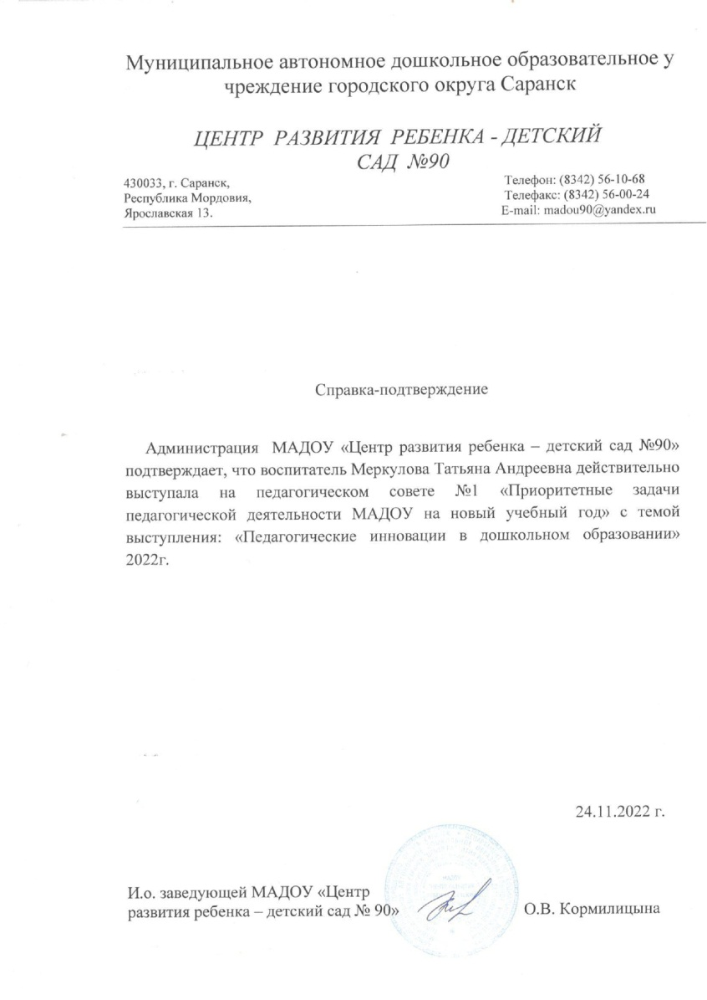 Муниципальное автономное дошкольное образовательное у
чреждение городского округа Саранск
ЦЕНТР РАЗВИТИЯ РЕБЕНКА - ДЕТСКИЙ
САД №90
430033, г. Саранск,
Республика Мордовия,
Ярославская 13.
Телефон: (8342) 56-10-68
Телефакс: (8342) 56-00-24
E-mail: madou90@yandex.ru
Справка-подтверждение
Администрация МАДОУ «Центр развития ребенка – детский сад №90»
подтверждает, что воспитатель Меркулова Татьяна Андреевна действительно
выступала на педагогическом совете №1 «Приоритетные задачи
педагогической деятельности МАДОУ на новый учебный год» с темой
выступления: «Педагогические инновации в дошкольном образовании»
2022г.
24.11.2022 г.
И.о. заведующей МАДОУ «Центр
развития ребенка – детский сад № 90»
О.В. Кормилицына